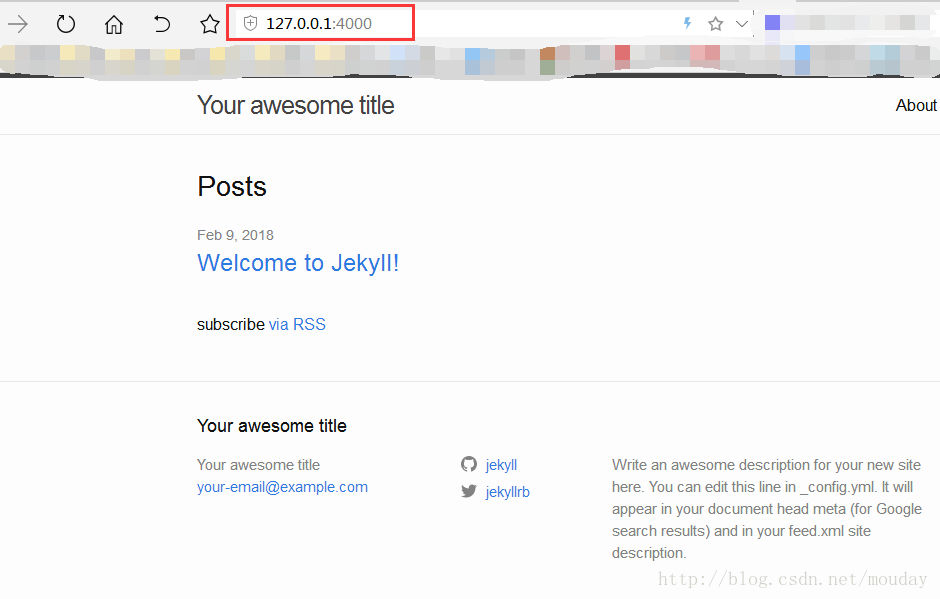 127.0.0.1:4000
Your awesome title
About
Posts
Feb 9, 2018
Welcome to Jekyll!
subscribe via RSS
Your awesome title
Your awesome title
your-email@example.com
jekyll
jekyllrb
Write an awesome description for your new site
here. You can edit this line in _config.yml. It will
appear in your document head meta (for Google
search results) and in your feed.xml site
description.
http://blog.csdn.net/mouday